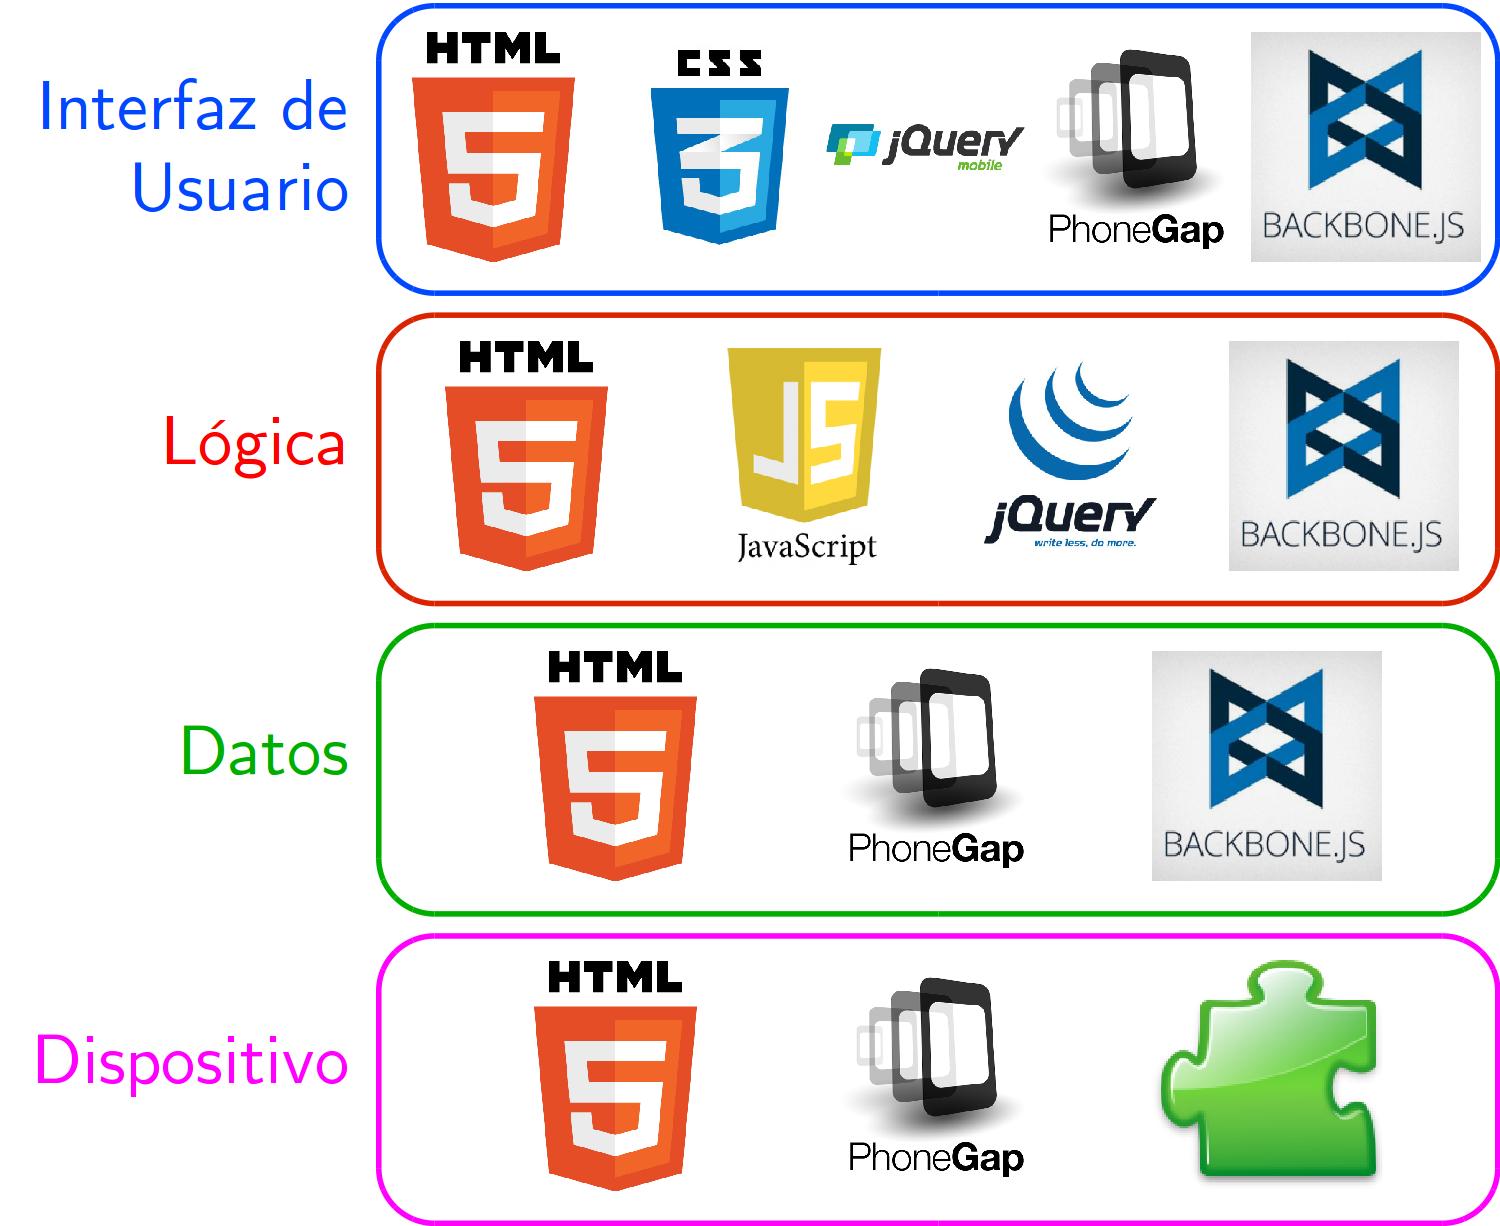 Interfaz de
Usuario
HTML
5
CSS
3
jQuery
mobile
PhoneGap
BACKBONE.JS
Lógica
HTML
5
JS
JavaScript
jQuery
write less, do more.
BACKBONE.JS
Datos
HTML
5
PhoneGap
BACKBONE.JS
Dispositivo
HTML
5
PhoneGap